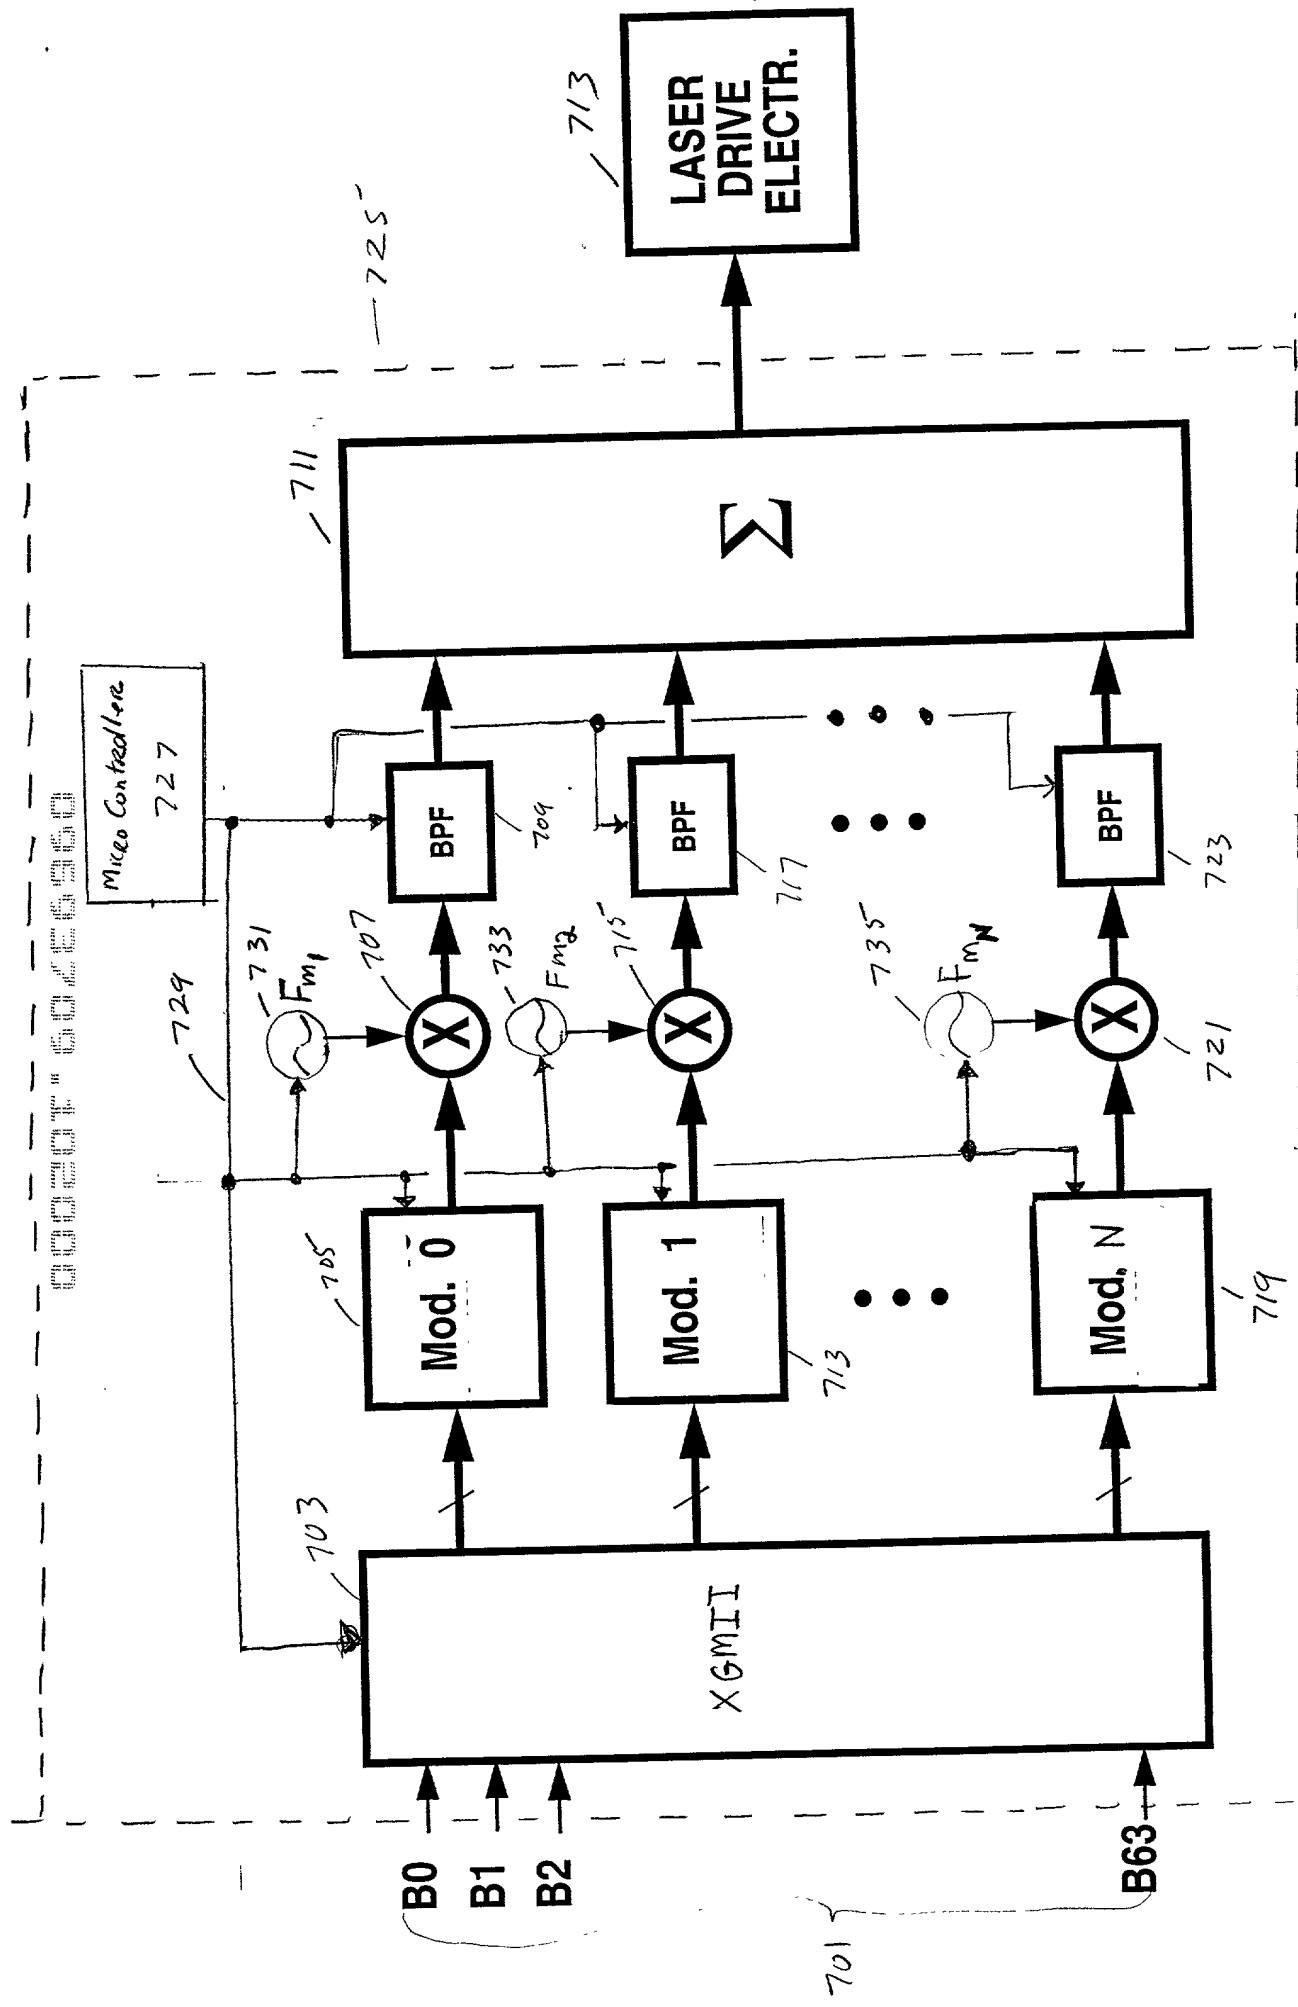 B0
B1
B2
B63
701
XGMII
703
Mod. 0
705
Mod. 1
713
Mod. N
719
729
731
Fm1
707
X
733
Fm2
715
X
735
FmN
721
X
Micro Controller
727
BPF
709
BPF
717
BPF
723
Σ
711
725
LASER
DRIVE
ELECTR.
713